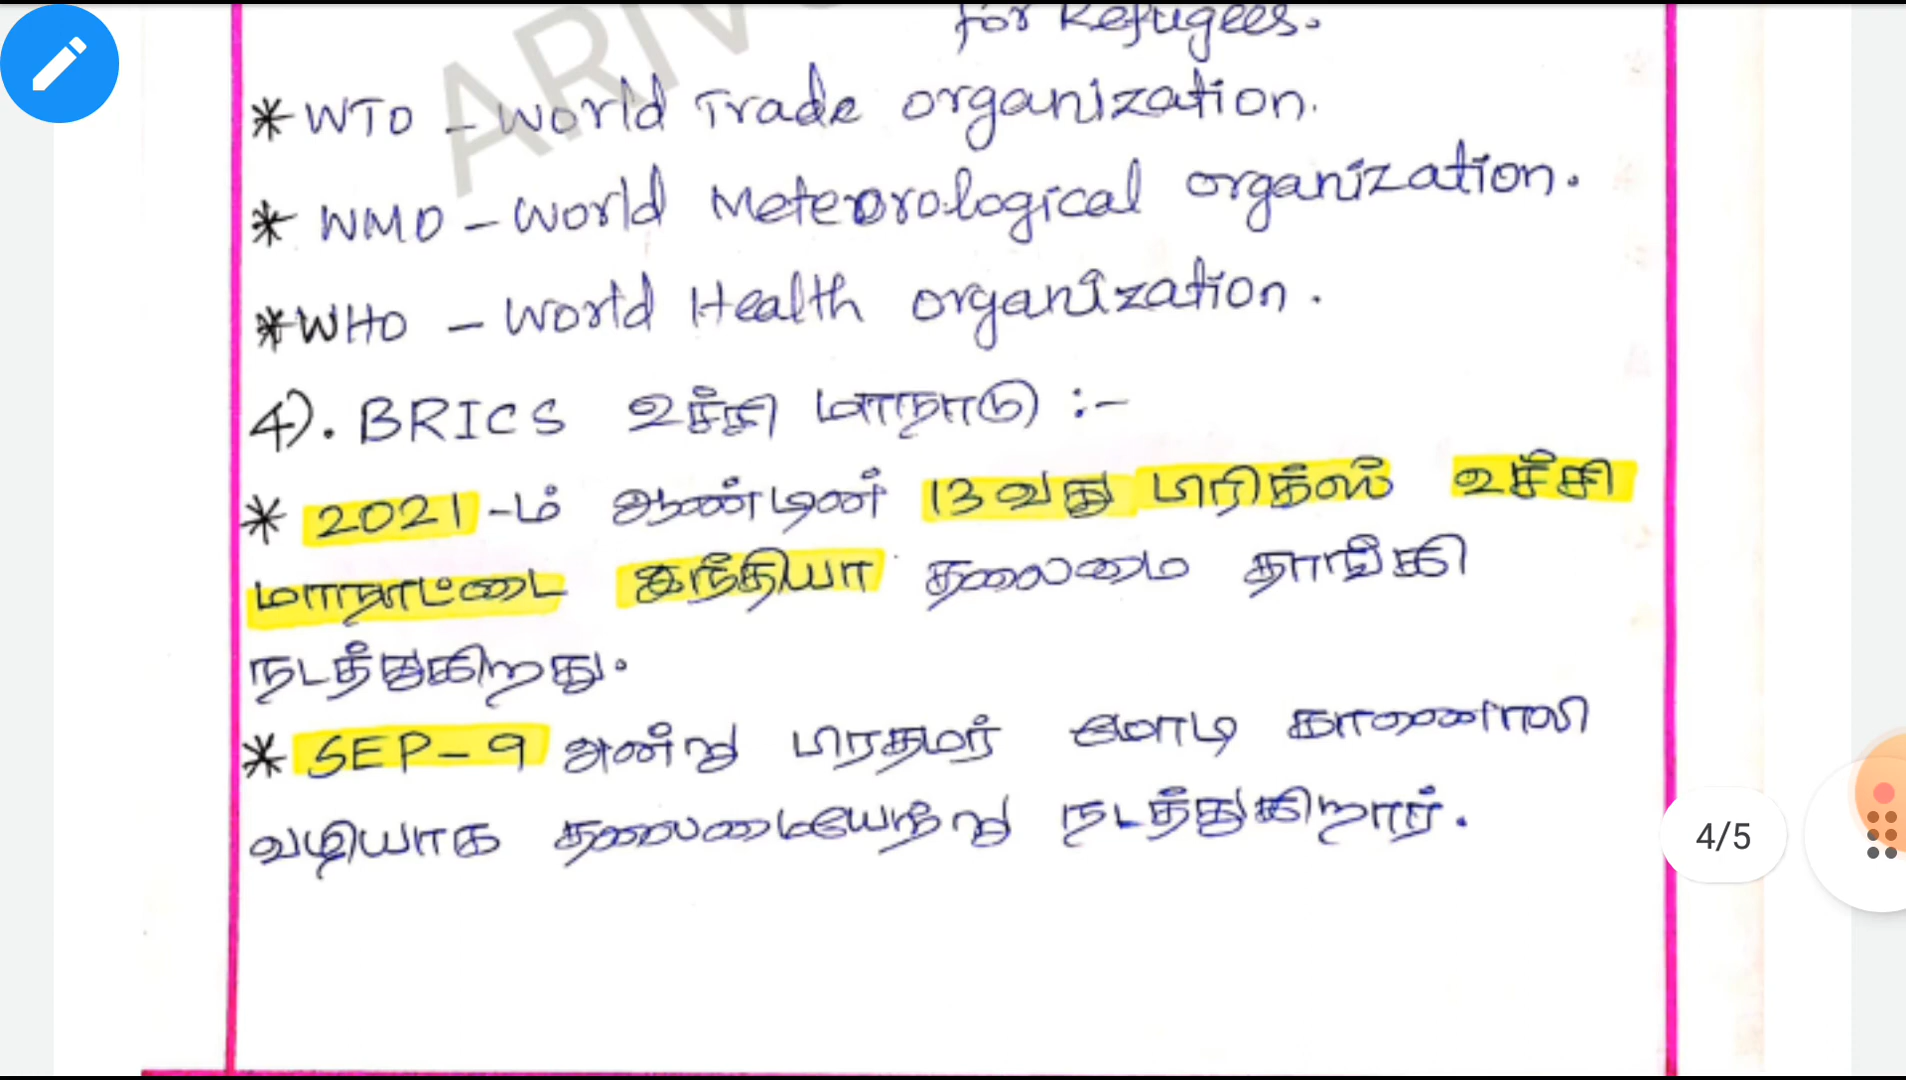 for Refugees.
ARIV
* WTO - World Trade organization.
* WMO - World Meteorological organization.
* WHO - World Health organization.
4). BRICS உச்சி மாநாடு :-
* 2021-ம் ஆண்டின் 13வது பிரிக்ஸ் உச்சி
மாநாட்டை இந்தியா தலைமை தாங்கி
நடத்துகிறது.
* SEP-9 அன்று பிரதமர் மோடி காணொலி
வழியாக தலைமையேற்று நடத்துகிறார்.
4/5